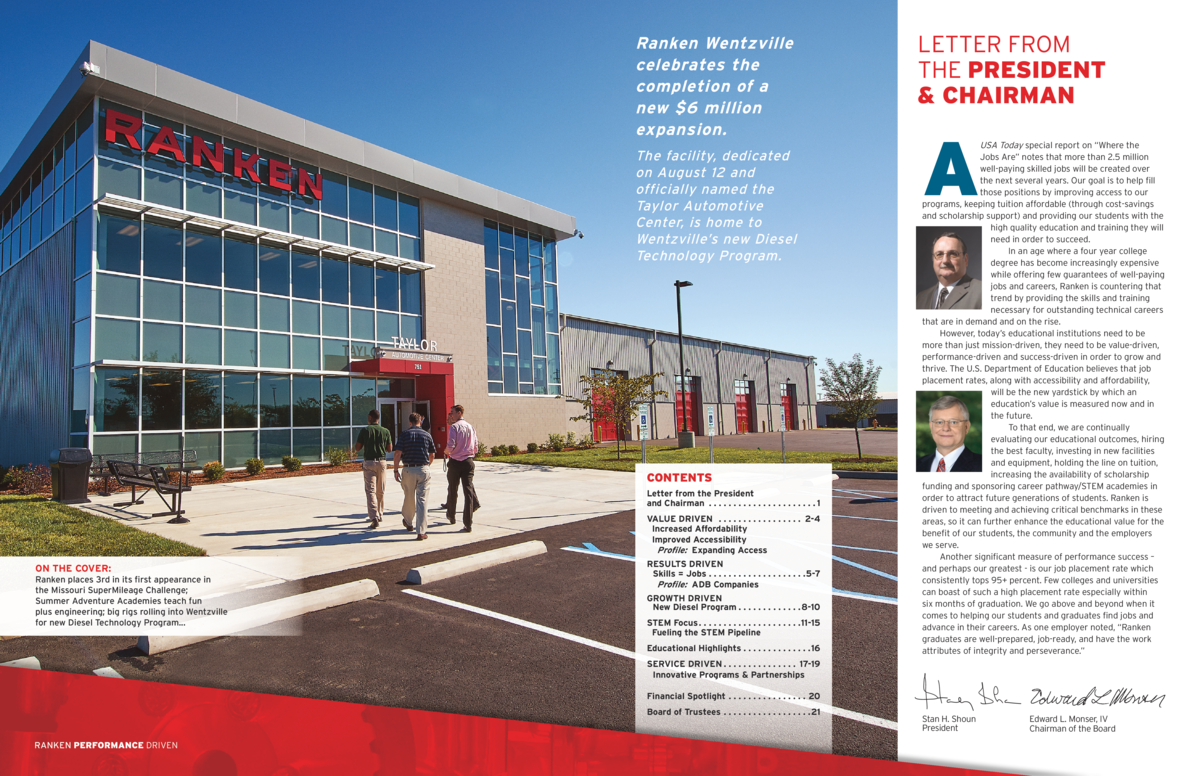 RANKEN
TAYLOR
AUTOMOTIVE CENTER
755
Ranken Wentzville
celebrates the
completion of a
new $6 million
expansion.
The facility, dedicated
on August 12 and
officially named the
Taylor Automotive
Center, is home to
Wentzville's new Diesel
Technology Program.
ON THE COVER:
Ranken places 3rd in its first appearance in
the Missouri SuperMileage Challenge;
Summer Adventure Academies teach fun
plus engineering; big rigs rolling into Wentzville
for new Diesel Technology Program...
CONTENTS
Letter from the President
and Chairman . . . . . . . . . . . . . . . . . . . . . . 1
VALUE DRIVEN . . . . . . . . . . . . . . . . . 2-4
Increased Affordability
Improved Accessibility
Profile: Expanding Access
RESULTS DRIVEN
Skills = Jobs . . . . . . . . . . . . . . . . . . . .5-7
Profile: ADB Companies
GROWTH DRIVEN
New Diesel Program . . . . . . . . . . . . .8-10
STEM Focus. . . . . . . . . . . . . . . . . . . . .11-15
Fueling the STEM Pipeline
Educational Highlights . . . . . . . . . . . . . .16
SERVICE DRIVEN . . . . . . . . . . . . . . . 17-19
Innovative Programs & Partnerships
Financial Spotlight . . . . . . . . . . . . . . . . 20
Board of Trustees . . . . . . . . . . . . . . . . . .21
RANKEN PERFORMANCE DRIVEN
LETTER FROM
THE PRESIDENT
& CHAIRMAN
A USA Today special report on “Where the
Jobs Are” notes that more than 2.5 million
well-paying skilled jobs will be created over
the next several years. Our goal is to help fill
those positions by improving access to our
programs, keeping tuition affordable (through cost-savings
and scholarship support) and providing our students with the
high quality education and training they will
need in order to succeed.
In an age where a four year college
degree has become increasingly expensive
while offering few guarantees of well-paying
jobs and careers, Ranken is countering that
trend by providing the skills and training
necessary for outstanding technical careers
that are in demand and on the rise.
However, today’s educational institutions need to be
more than just mission-driven, they need to be value-driven,
performance-driven and success-driven in order to grow and
thrive. The U.S. Department of Education believes that job
placement rates, along with accessibility and affordability,
will be the new yardstick by which an
education’s value is measured now and in
the future.
To that end, we are continually
evaluating our educational outcomes, hiring
the best faculty, investing in new facilities
and equipment, holding the line on tuition,
increasing the availability of scholarship
funding and sponsoring career pathway/STEM academies in
order to attract future generations of students. Ranken is
driven to meeting and achieving critical benchmarks in these
areas, so it can further enhance the educational value for the
benefit of our students, the community and the employers
we serve.
Another significant measure of performance success –
and perhaps our greatest - is our job placement rate which
consistently tops 95+ percent. Few colleges and universities
can boast of such a high placement rate especially within
six months of graduation. We go above and beyond when it
comes to helping our students and graduates find jobs and
advance in their careers. As one employer noted, “Ranken
graduates are well-prepared, job-ready, and have the work
attributes of integrity and perseverance.”
Edward L Monser
Stan H. Shoun
President
Edward L. Monser, IV
Chairman of the Board